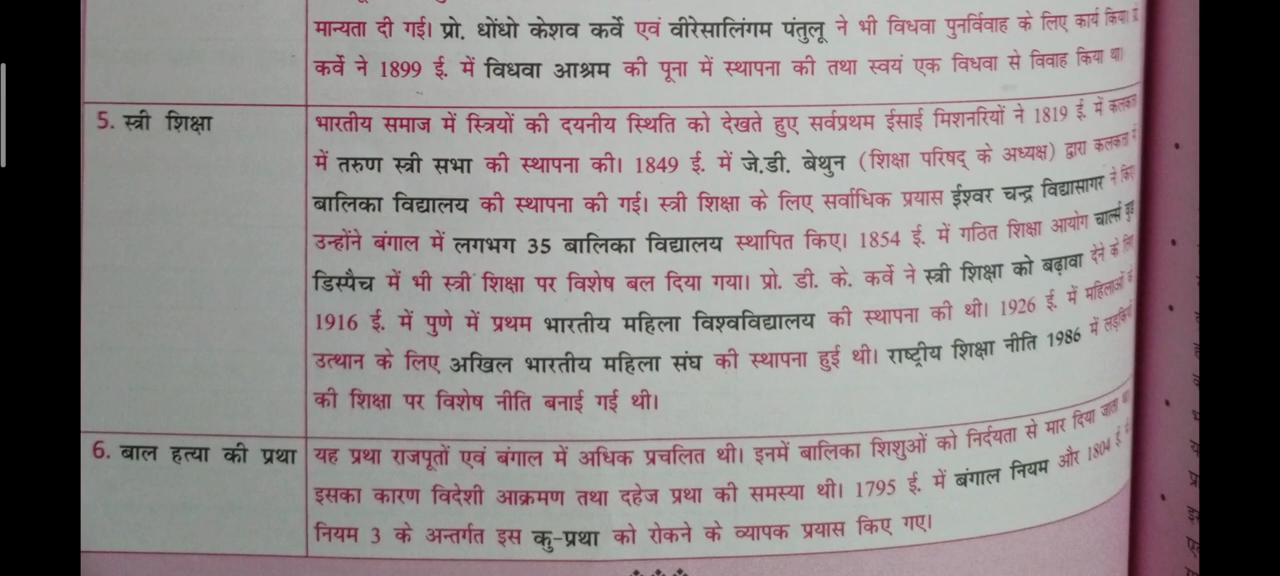 मान्यता दी गई। प्रो. धोंधो केशव कर्वे एवं वीरेसालिंगम पंतुलू ने भी विधवा पुनर्विवाह के लिए कार्य किया
कर्वे ने 1899 ई. में विधवा आश्रम की पूना में स्थापना की तथा स्वयं एक विधवा से विवाह किया था।
5. स्त्री शिक्षा
भारतीय समाज में स्त्रियों की दयनीय स्थिति को देखते हुए सर्वप्रथम ईसाई मिशनरियों ने 1819 ई. में कलकत्ता
में तरुण स्त्री सभा की स्थापना की। 1849 ई. में जे.डी. बेथुन (शिक्षा परिषद् के अध्यक्ष) द्वारा कलकत्ता में
बालिका विद्यालय की स्थापना की गई। स्त्री शिक्षा के लिए सर्वाधिक प्रयास ईश्वर चन्द्र विद्यासागर ने किए
उन्होंने बंगाल में लगभग 35 बालिका विद्यालय स्थापित किए। 1854 ई. में गठित शिक्षा आयोग चार्ल्स वुड
डिस्पैच में भी स्त्री शिक्षा पर विशेष बल दिया गया। प्रो. डी. के. कर्वे ने स्त्री शिक्षा को बढ़ावा देने के लिए
1916 ई. में पुणे में प्रथम भारतीय महिला विश्वविद्यालय की स्थापना की थी। 1926 ई. में महिलाओं के
उत्थान के लिए अखिल भारतीय महिला संघ की स्थापना हुई थी। राष्ट्रीय शिक्षा नीति 1986 में लड़कियों
की शिक्षा पर विशेष नीति बनाई गई थी।
6. बाल हत्या की प्रथा
यह प्रथा राजपूतों एवं बंगाल में अधिक प्रचलित थी। इनमें बालिका शिशुओं को निर्दयता से मार दिया जाता था
इसका कारण विदेशी आक्रमण तथा दहेज प्रथा की समस्या थी। 1795 ई. में बंगाल नियम और 1804 ई. में
नियम 3 के अन्तर्गत इस कु-प्रथा को रोकने के व्यापक प्रयास किए गए।